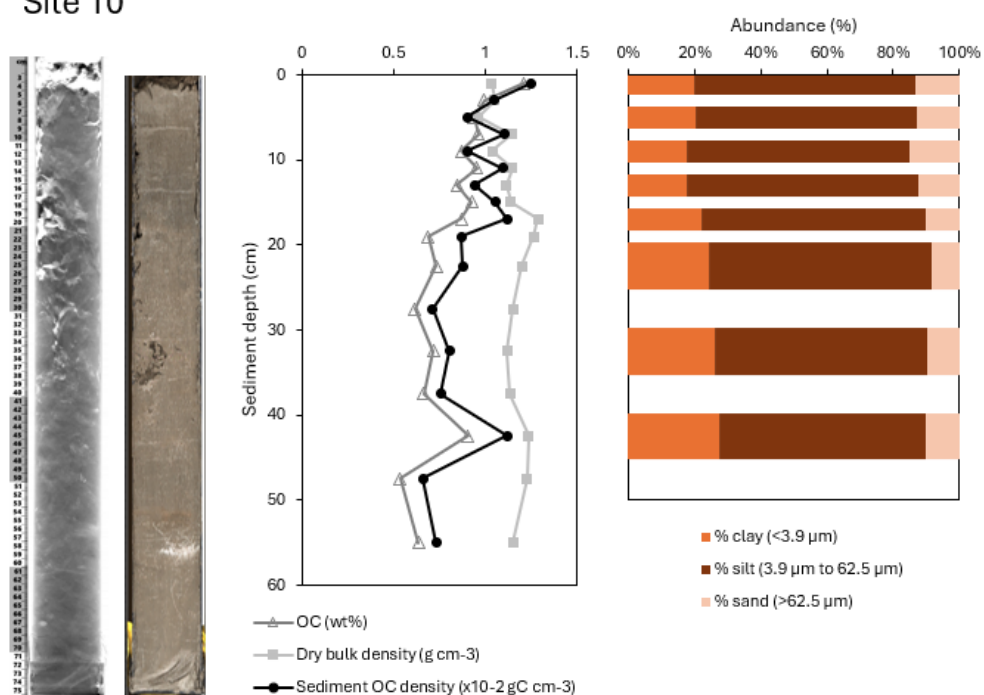 Site 10
Abundance (%)
0 0.5 1 1.5
0% 20% 40% 60% 80% 100%
0
10
20
30
40
50
60
Sediment depth (cm)
% clay (<3.9 µm)
% silt (3.9 µm to 62.5 µm)
% sand (>62.5 µm)
OC (wt%)
Dry bulk density (g cm-3)
Sediment OC density (x10-2 gC cm-3)